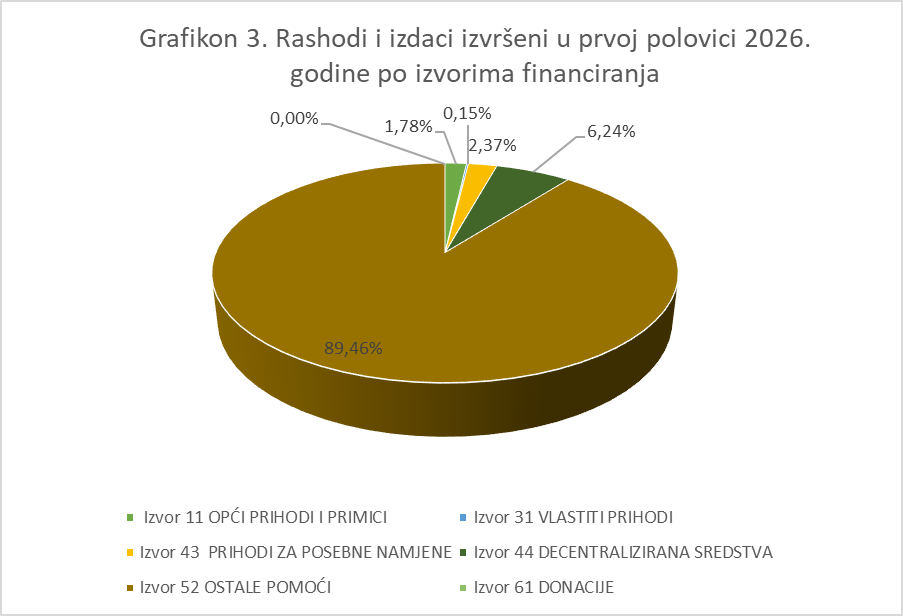 Grafikon 3. Rashodi i izdaci izvršeni u prvoj polovici 2026.
godine po izvorima financiranja
0,00%
1,78%
0,15%
2,37%
6,24%
89,46%
Izvor 11 OPĆI PRIHODI I PRIMICI
Izvor 31 VLASTITI PRIHODI
Izvor 43 PRIHODI ZA POSEBNE NAMJENE
Izvor 44 DECENTRALIZIRANA SREDSTVA
Izvor 52 OSTALE POMOĆI
Izvor 61 DONACIJE